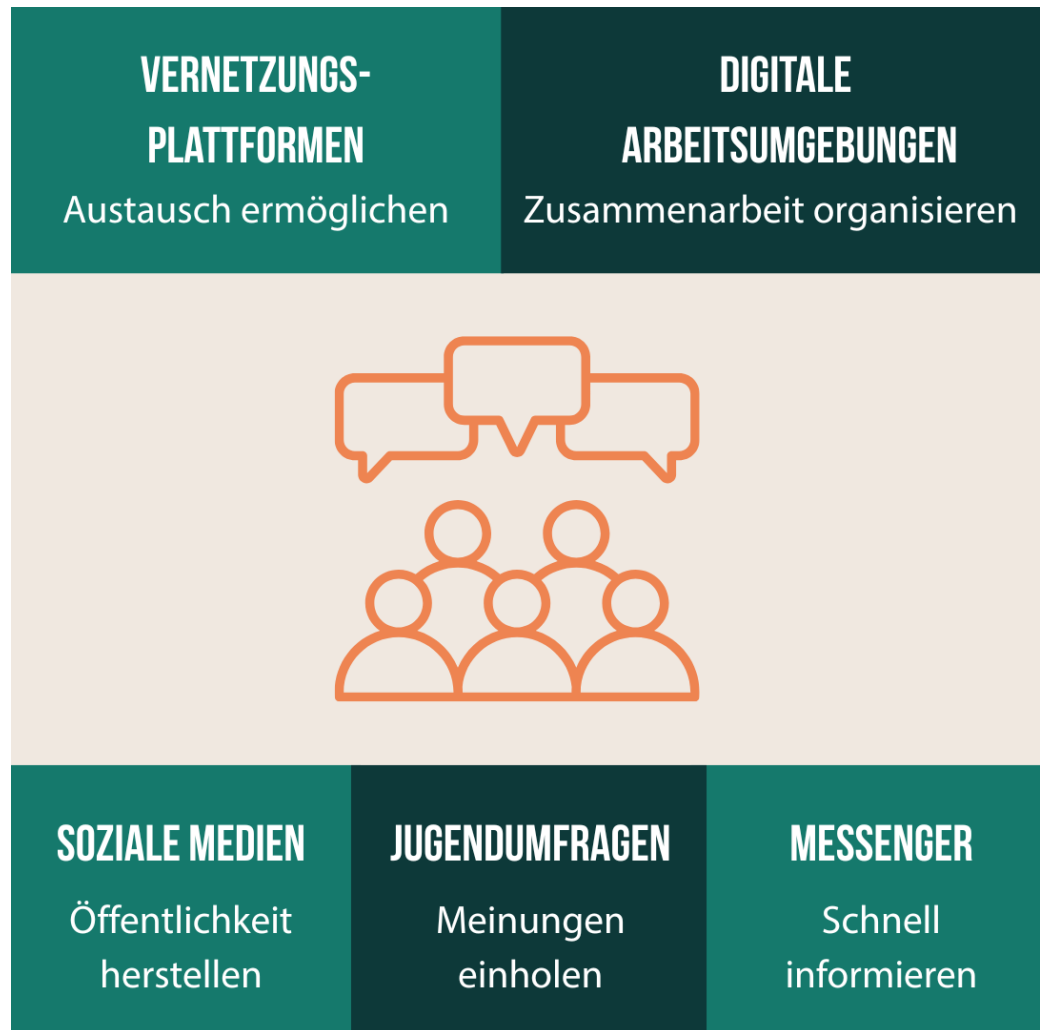 VERNETZUNGS-
PLATTFORMEN
Austausch ermöglichen
DIGITALE
ARBEITSUMGEBUNGEN
Zusammenarbeit organisieren
SOZIALE MEDIEN
Öffentlichkeit
herstellen
JUGENDUMFRAGEN
Meinungen
einholen
MESSENGER
Schnell
informieren